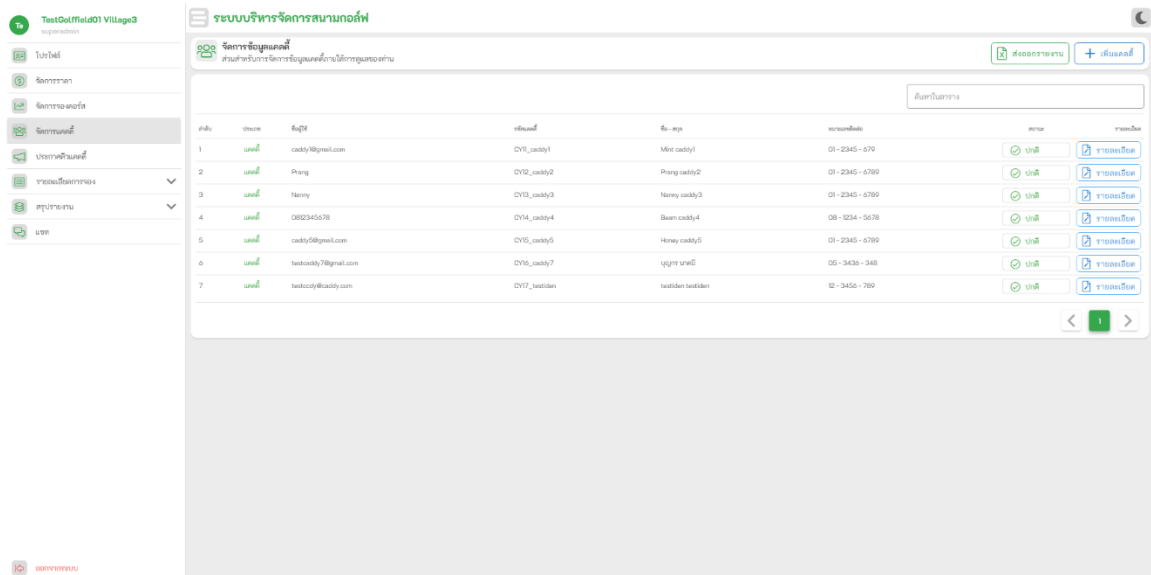 Te TestGolffield01 Village3
superadmin
โปรไฟล์
จัดการราคา
จัดการจองคอร์ส
จัดการแคดดี้
ประกาศคิวแคดดี้
รายละเอียดการจอง
สรุปรายงาน
แชท
ออกจากระบบ
ระบบบริหารจัดการสนามกอล์ฟ
จัดการข้อมูลแคดดี้
ส่วนสำหรับการจัดการข้อมูลแคดดี้ภายใต้การดูแลของท่าน
ส่งออกรายงาน
เพิ่มแคดดี้
ค้นหาในตาราง
ลำดับ ประเภท ชื่อผู้ใช้ รหัสแคดดี้ ชื่อ - สกุล หมายเลขติดต่อ สถานะ รายละเอียด
1 แคดดี้ caddy1@gmail.com CY11_caddy1 Mint caddy1 01 - 2345 - 679 ปกติ รายละเอียด
2 แคดดี้ Prang CY12_caddy2 Prang caddy2 01 - 2345 - 6789 ปกติ รายละเอียด
3 แคดดี้ Nanny CY13_caddy3 Nanny caddy3 01 - 2345 - 6789 ปกติ รายละเอียด
4 แคดดี้ 0812345678 CY14_caddy4 Beam caddy4 08 - 1234 - 5678 ปกติ รายละเอียด
5 แคดดี้ caddy5@gmail.com CY15_caddy5 Honey caddy5 01 - 2345 - 6789 ปกติ รายละเอียด
6 แคดดี้ testcaddy7@gmail.com CY16_caddy7 บุญทร มาดมี 05 - 3436 - 348 ปกติ รายละเอียด
7 แคดดี้ testccdy@caddy.com CY17_testiden testiden testiden 12 - 3456 - 789 ปกติ รายละเอียด
1